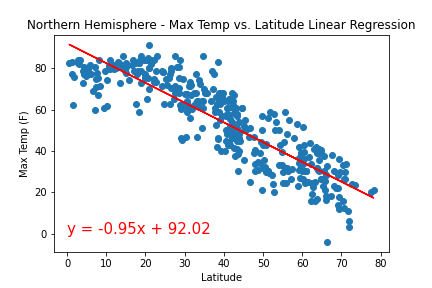 Northern Hemisphere - Max Temp vs. Latitude Linear Regression
Max Temp (F)
80
60
40
20
0
y = -0.95x + 92.02
0 10 20 30 40 50 60 70 80
Latitude